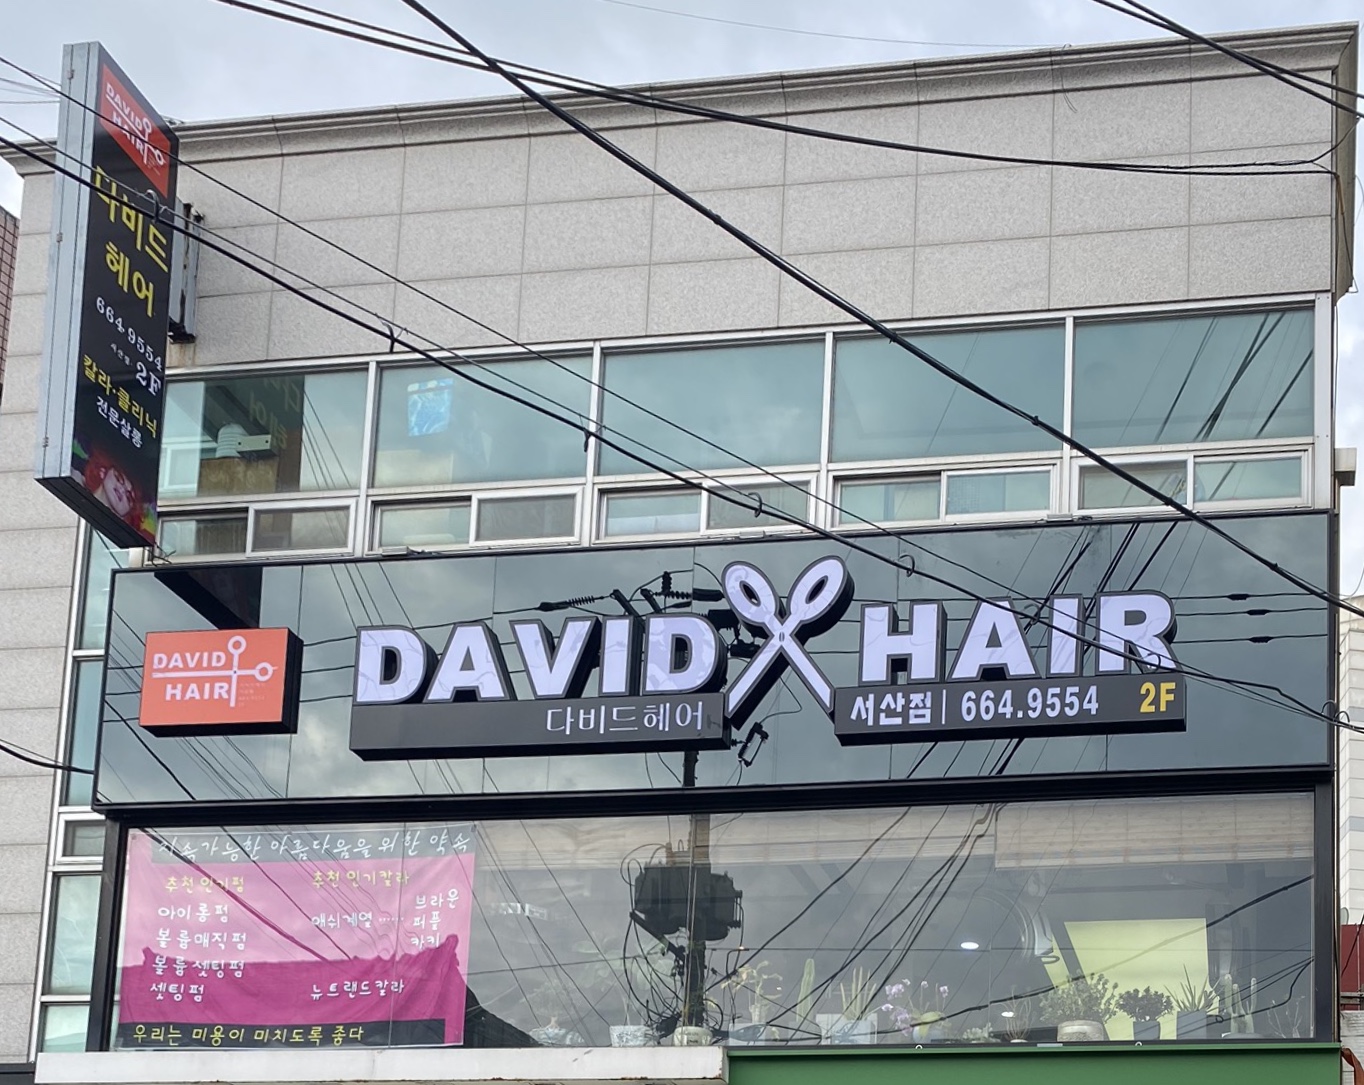 DAVID
HAIR
다비드
헤어
664.9554
서산점
2F
칼라·클리닉
전문살롱
DAVID
HAIR
DAVID HAIR
다비드헤어
서산점 | 664.9554 2F
지속가능한 아름다움을 위한 약속
추천 인기펌
아이롱펌
볼륨매직펌
볼륨셋팅펌
셋팅펌
추천 인기칼라
애쉬계열 ······ 브라운
퍼플
카키
뉴트랜드칼라
우리는 미용이 미치도록 좋다